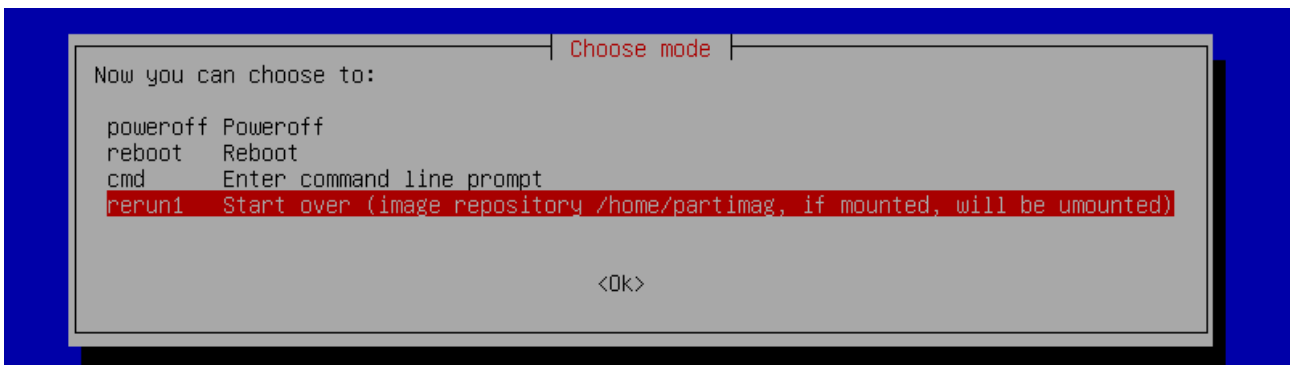 Choose mode
Now you can choose to:
poweroff Poweroff
reboot Reboot
cmd Enter command line prompt
rerun1 Start over (image repository /home/partimag, if mounted, will be umounted)
<Ok>